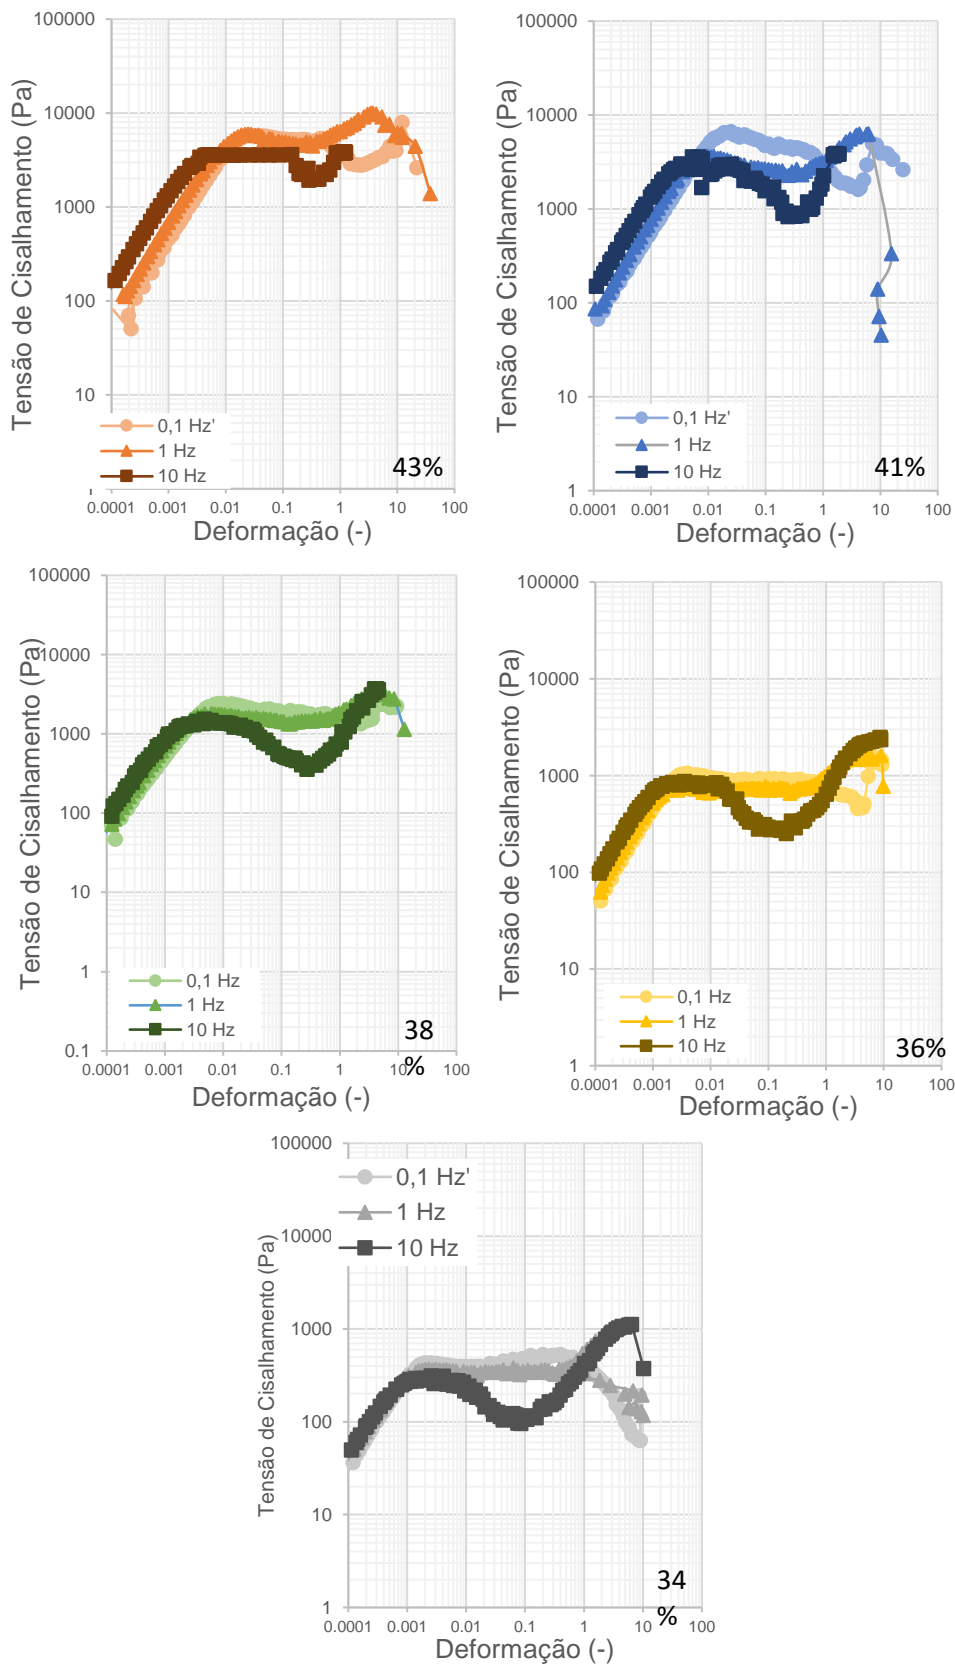 100000
10000
1000
100
10
Tensão de Cisalhamento (Pa)
0,1 Hz'
1 Hz
10 Hz
43%
0.0001 0.001 0.01 0.1 1 10 100
Deformação (-)
100000
10000
1000
100
10
1
Tensão de Cisalhamento (Pa)
0,1 Hz
1 Hz
10 Hz
41%
0.0001 0.001 0.01 0.1 1 10 100
Deformação (-)
100000
10000
1000
100
10
1
0.1
Tensão de Cisalhamento (Pa)
0,1 Hz
1 Hz
10 Hz
38
%
0.0001 0.001 0.01 0.1 1 10 100
Deformação (-)
100000
10000
1000
100
10
1
Tensão de Cisalhamento (Pa)
0,1 Hz
1 Hz
10 Hz
36%
0.0001 0.001 0.01 0.1 1 10 100
Deformação (-)
100000
10000
1000
100
10
1
Tensão de Cisalhamento (Pa)
0,1 Hz'
1 Hz
10 Hz
34
%
0.0001 0.001 0.01 0.1 1 10 100
Deformação (-)